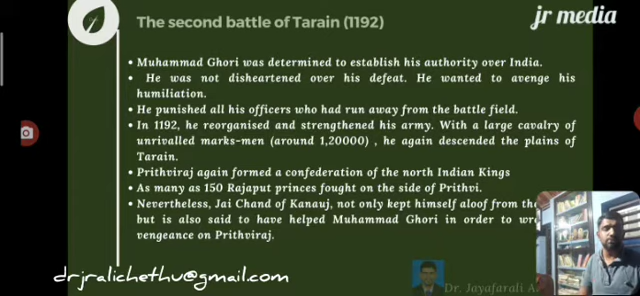 The second battle of Tarain (1192)
jr media
• Muhammad Ghori was determined to establish his authority over India.
• He was not disheartened over his defeat. He wanted to avenge his
humiliation.
• He punished all his officers who had run away from the battle field.
• In 1192, he reorganised and strengthened his army. With a large cavalry of
unrivalled marks-men (around 1,20000) , he again descended the plains of
Tarain.
• Prithviraj again formed a confederation of the north Indian Kings
• As many as 150 Rajaput princes fought on the side of Prithvi.
• Nevertheless, Jai Chand of Kanauj, not only kept himself aloof from
but is also said to have helped Muhammad Ghori in order to
vengeance on Prithviraj.
drjralichethu@gmail.com
Dr. Jayafarali